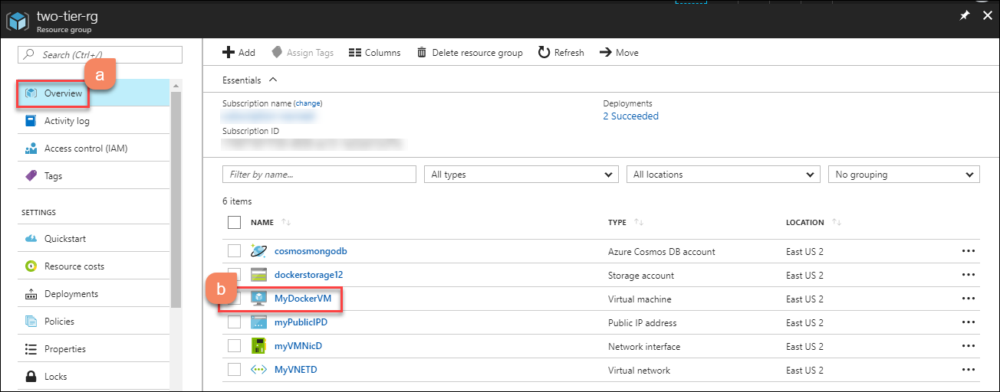 two-tier-rg
Resource group
Search (Ctrl+/)
a
Overview
Activity log
Access control (IAM)
Tags
SETTINGS
Quickstart
Resource costs
Deployments
Policies
Properties
Locks
Add Assign Tags Columns Delete resource group Refresh Move
Essentials
Subscription name (change) Deployments
2 Succeeded
Subscription ID
Filter by name... All types All locations No grouping
6 items
NAME TYPE LOCATION
cosmosmongodb Azure Cosmos DB account East US 2
dockerstorage12 Storage account East US 2
b
MyDockerVM Virtual machine East US 2
myPublicIPD Public IP address East US 2
myVMNicD Network interface East US 2
MyVNETD Virtual network East US 2